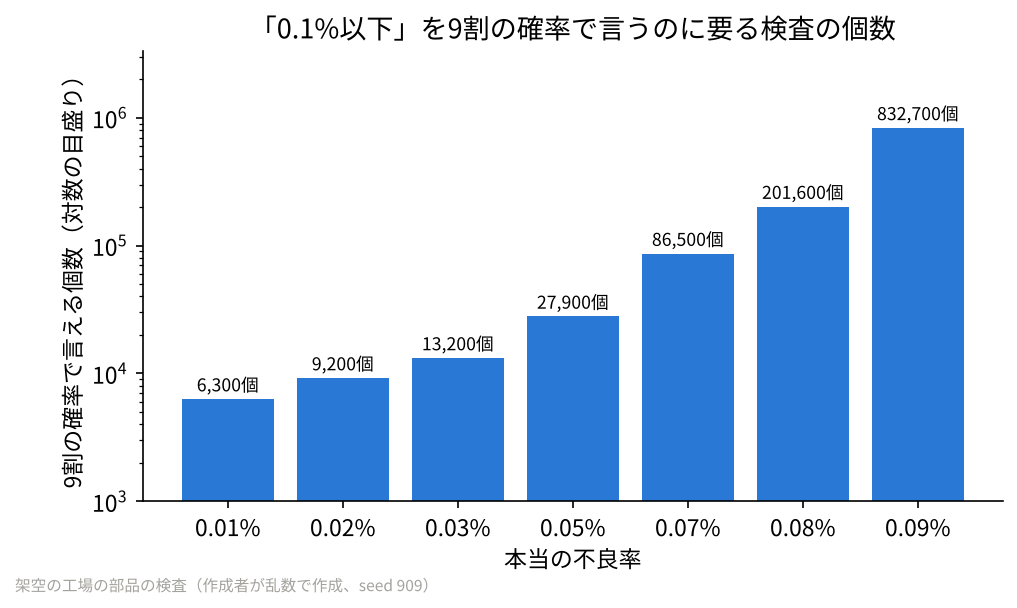 「0.1%以下」を9割の確率で言うのに要る検査の個数
9割の確率で言える個数（対数の目盛り）
10^6
10^5
10^4
10^3
6,300個
9,200個
13,200個
27,900個
86,500個
201,600個
832,700個
0.01%
0.02%
0.03%
0.05%
0.07%
0.08%
0.09%
本当の不良率
架空の工場の部品の検査（作成者が乱数で作成、seed 909）